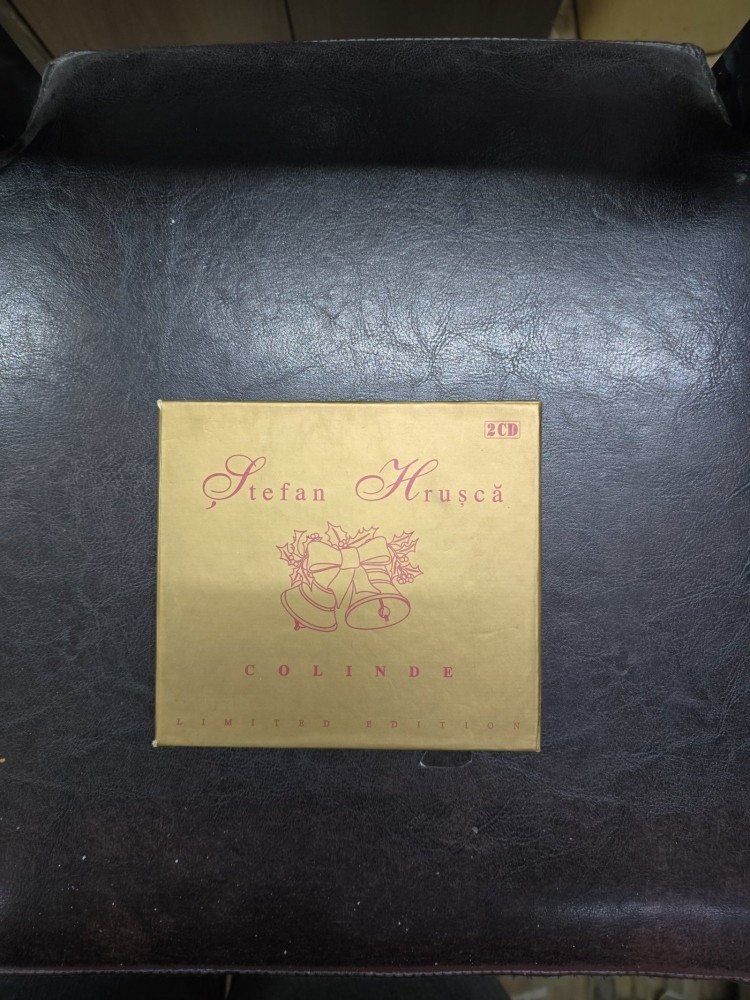 2CD
Ștefan Hrușcă
COLINDE
LIMITED EDITION